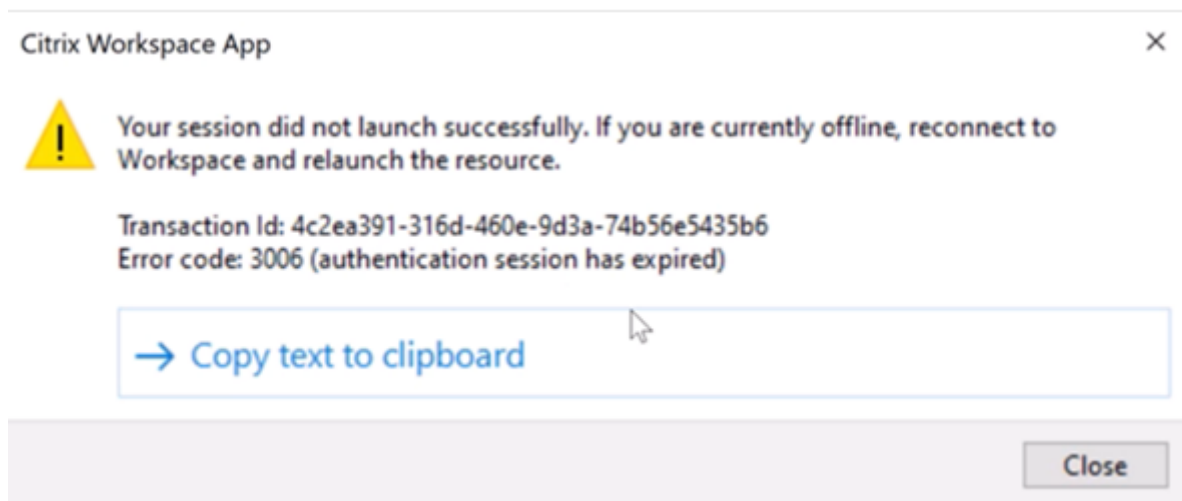 Citrix Workspace App
Your session did not launch successfully. If you are currently offline, reconnect to
Workspace and relaunch the resource.
Transaction Id: 4c2ea391-316d-460e-9d3a-74b56e5435b6
Error code: 3006 (authentication session has expired)
Copy text to clipboard
Close